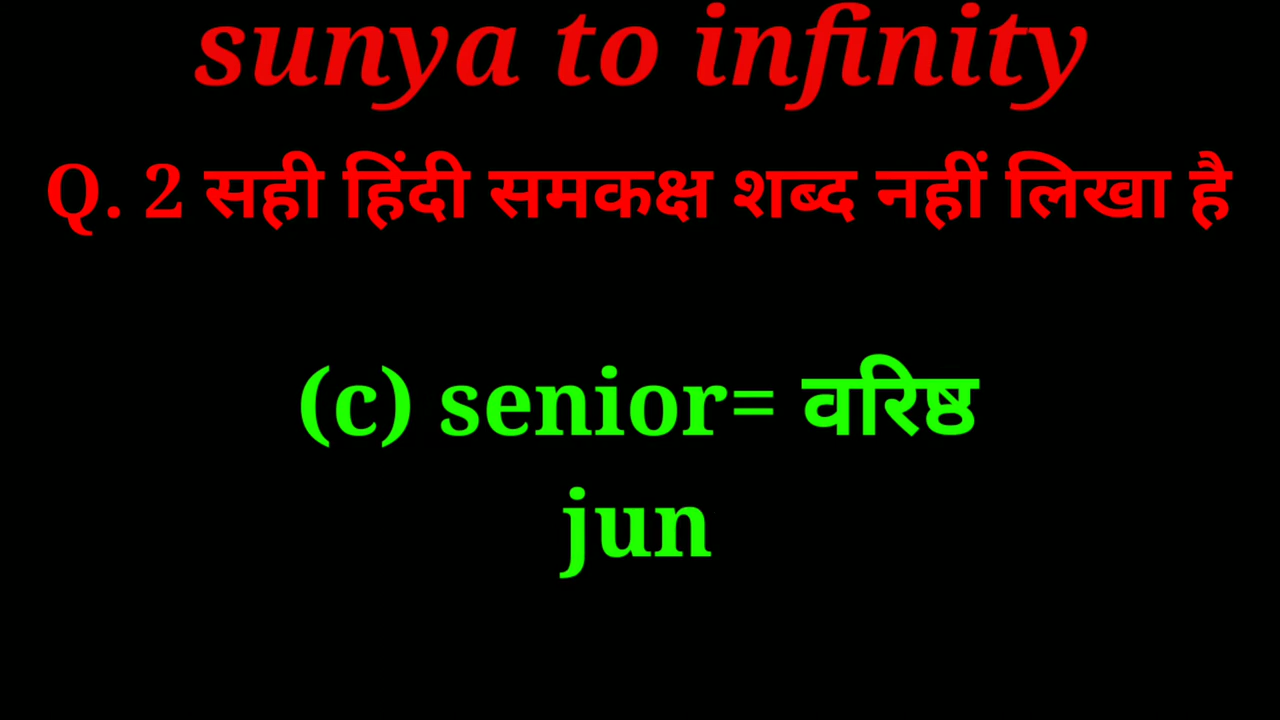 sunya to infinity
Q. 2 सही हिंदी समकक्ष शब्द नहीं लिखा है
(c) senior= वरिष्ठ
jun